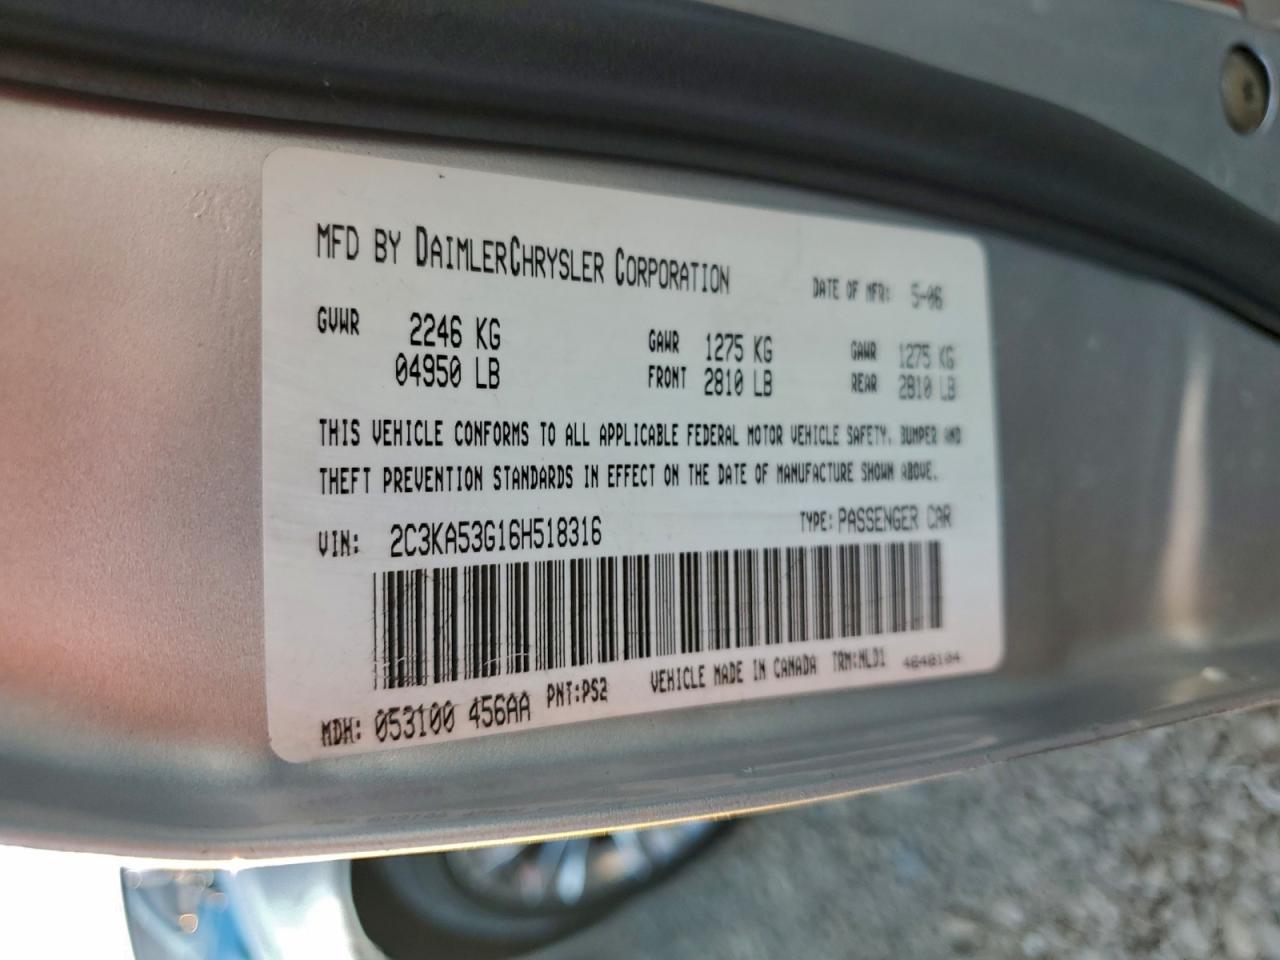 MFD BY DAIMLERCHRYSLER CORPORATION DATE OF MFR: 5-06
GVWR 2246 KG GAWR 1275 KG GAWR 1275 KG
04950 LB FRONT 2810 LB REAR 2810 LB
THIS VEHICLE CONFORMS TO ALL APPLICABLE FEDERAL MOTOR VEHICLE SAFETY, BUMPER AND
THEFT PREVENTION STANDARDS IN EFFECT ON THE DATE OF MANUFACTURE SHOWN ABOVE.
VIN: 2C3KA53G16H518316 TYPE: PASSENGER CAR
MDH: 053100 456AA PNT:PS2 VEHICLE MADE IN CANADA TRM:MLD1 4648104